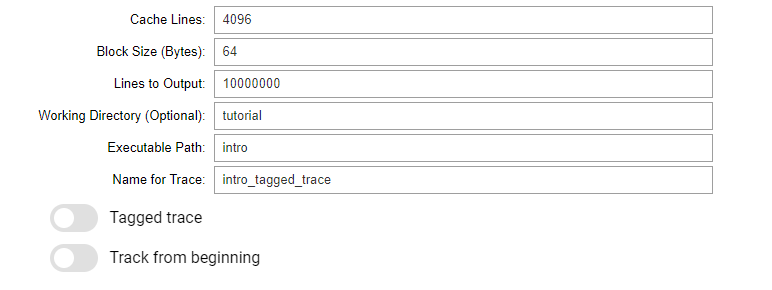 Cache Lines: 4096
Block Size (Bytes): 64
Lines to Output: 10000000
Working Directory (Optional): tutorial
Executable Path: intro
Name for Trace: intro_tagged_trace
Tagged trace
Track from beginning